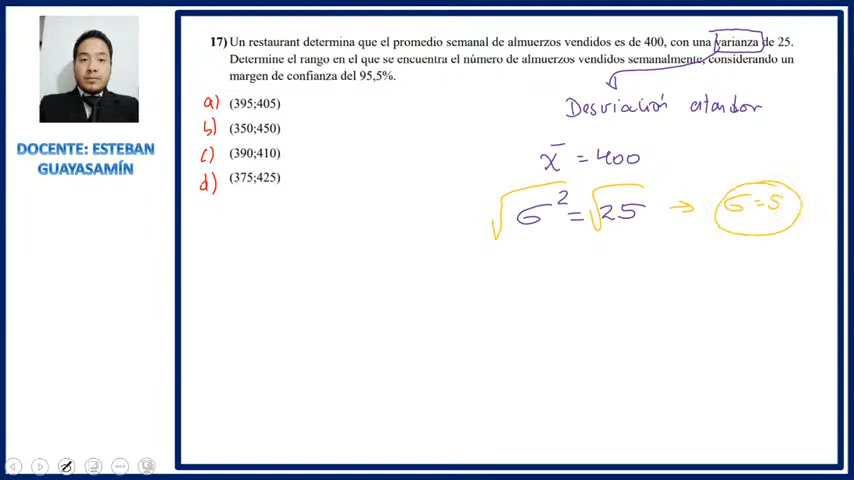 17) Un restaurant determina que el promedio semanal de almuerzos vendidos es de 400, con una varianza de 25.
Determine el rango en el que se encuentra el número de almuerzos vendidos semanalmente, considerando un
margen de confianza del 95,5%.
a) (395;405)
b) (350;450)
c) (390;410)
d) (375;425)
Desviación estandar
x̄ = 400
√σ² = √25 → σ = 5
DOCENTE: ESTEBAN
GUAYASAMÍN